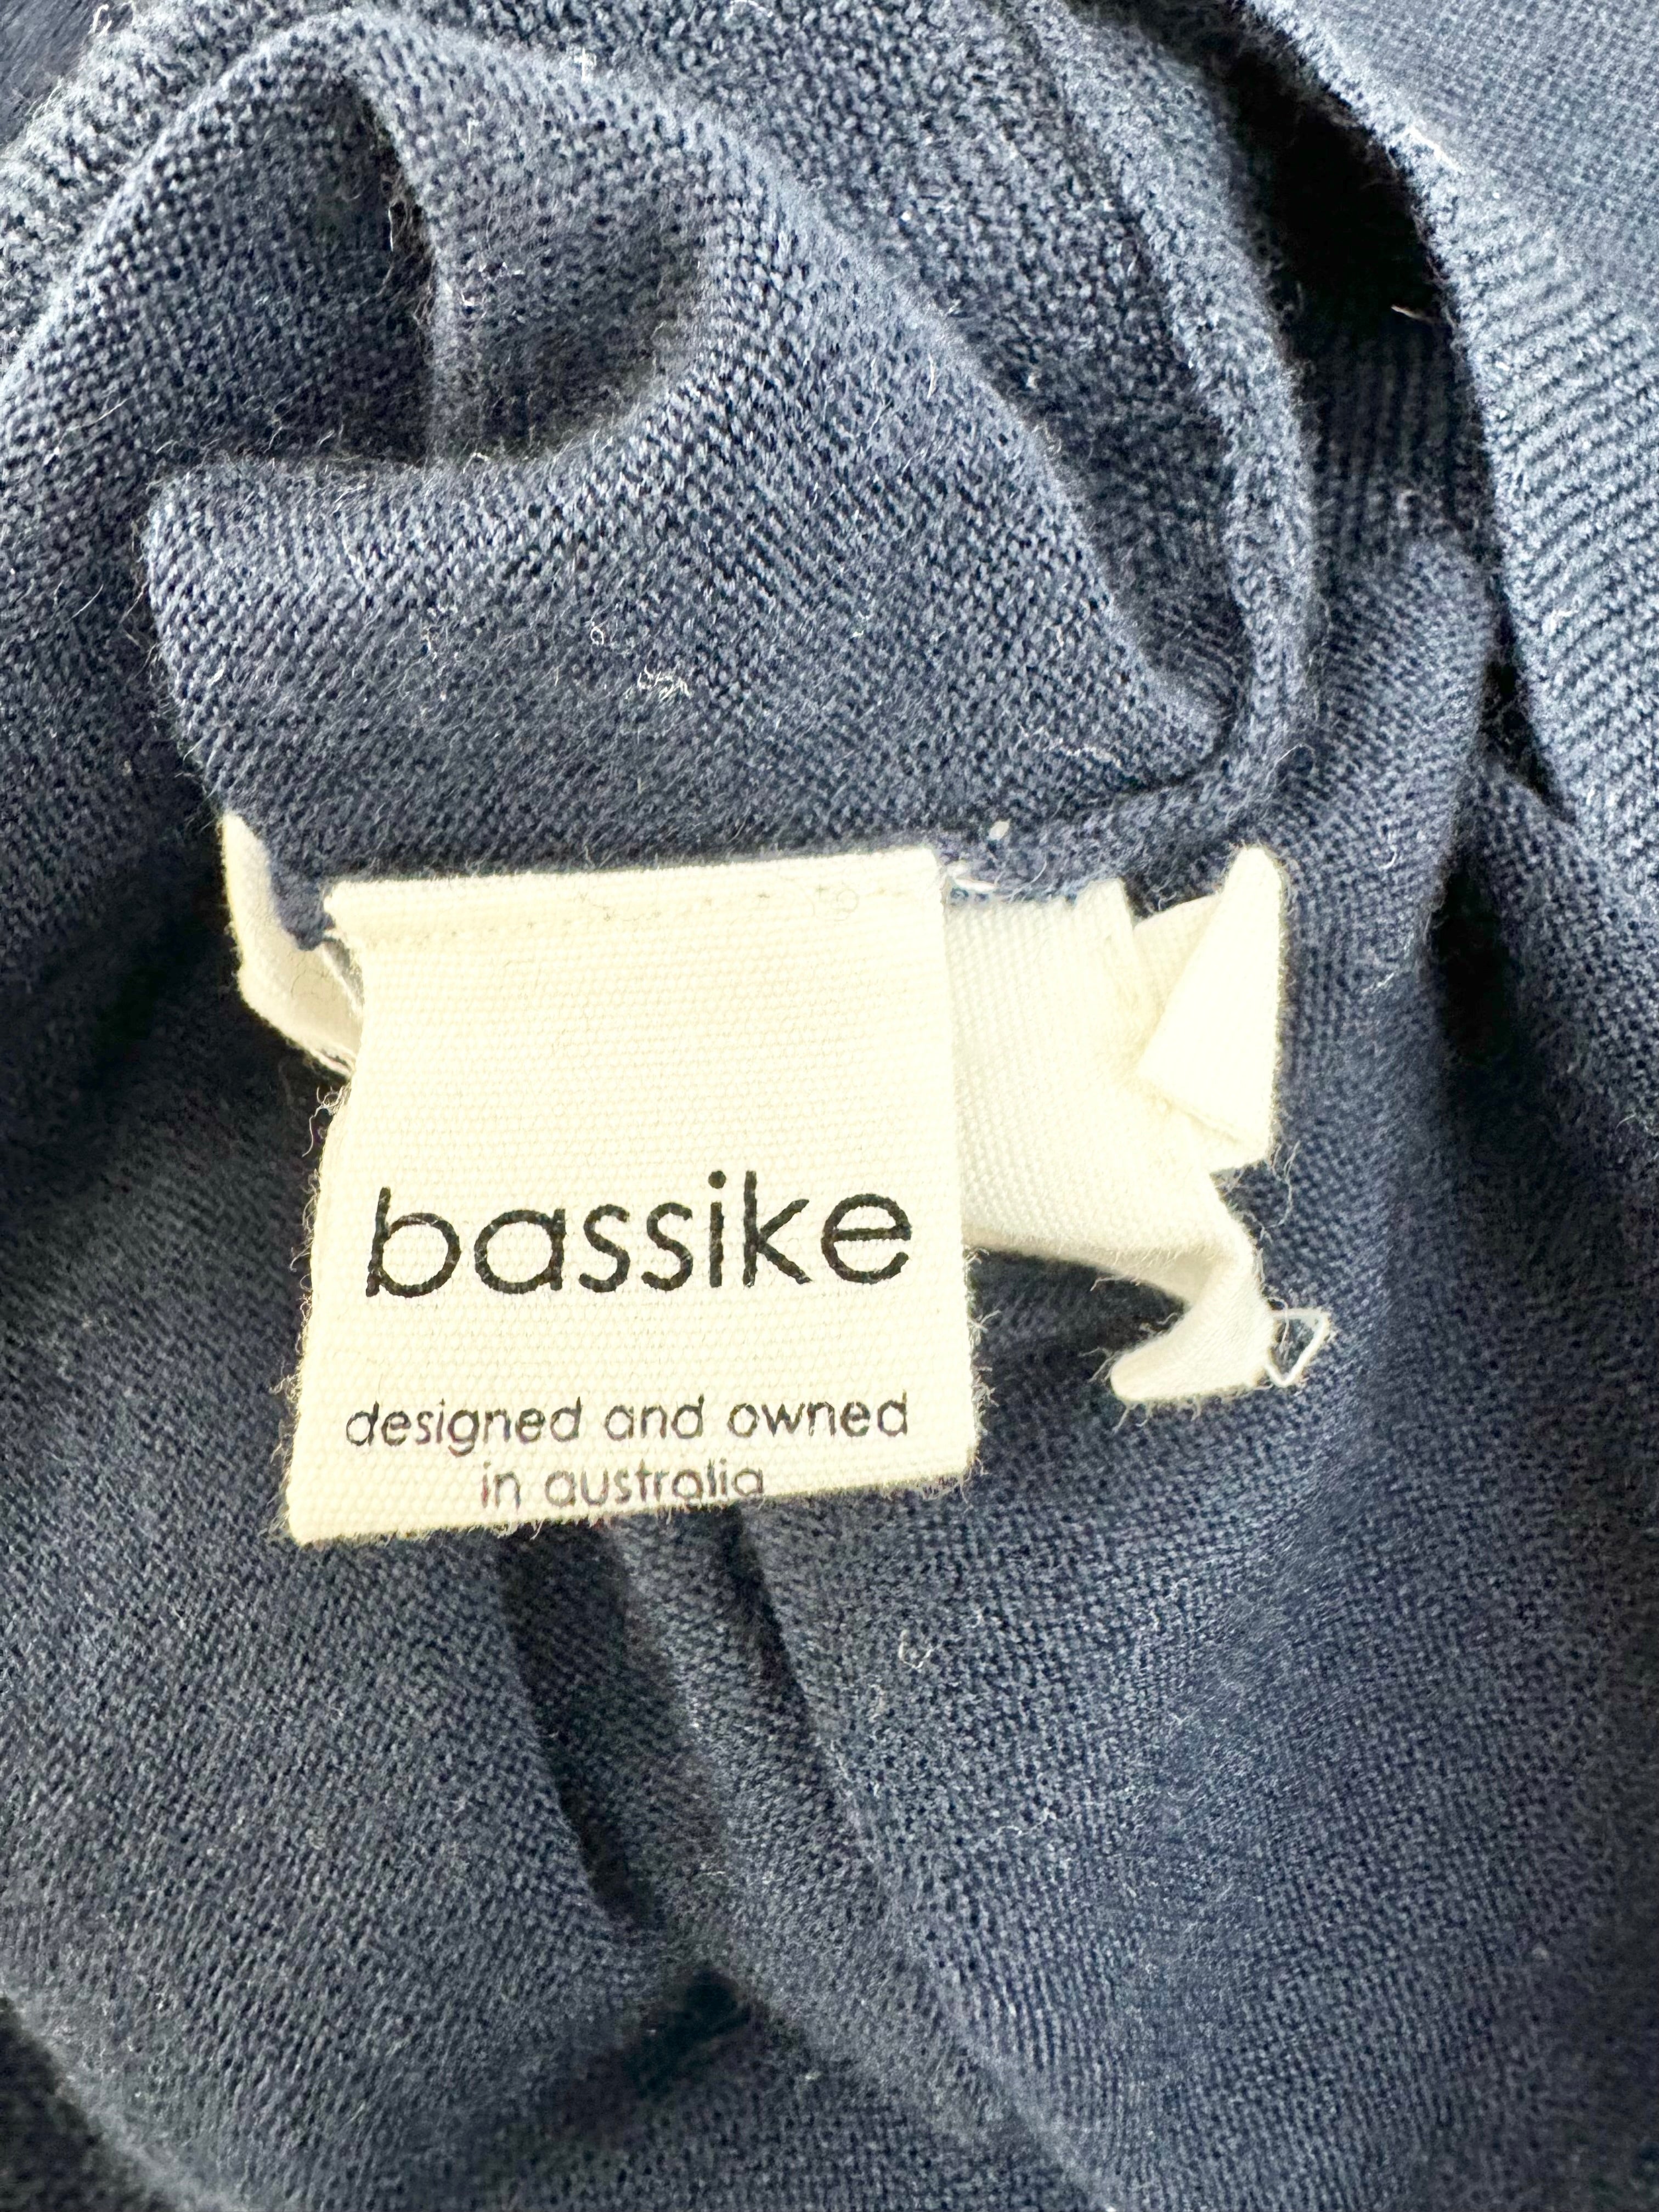 bassike
designed and owned
in australia